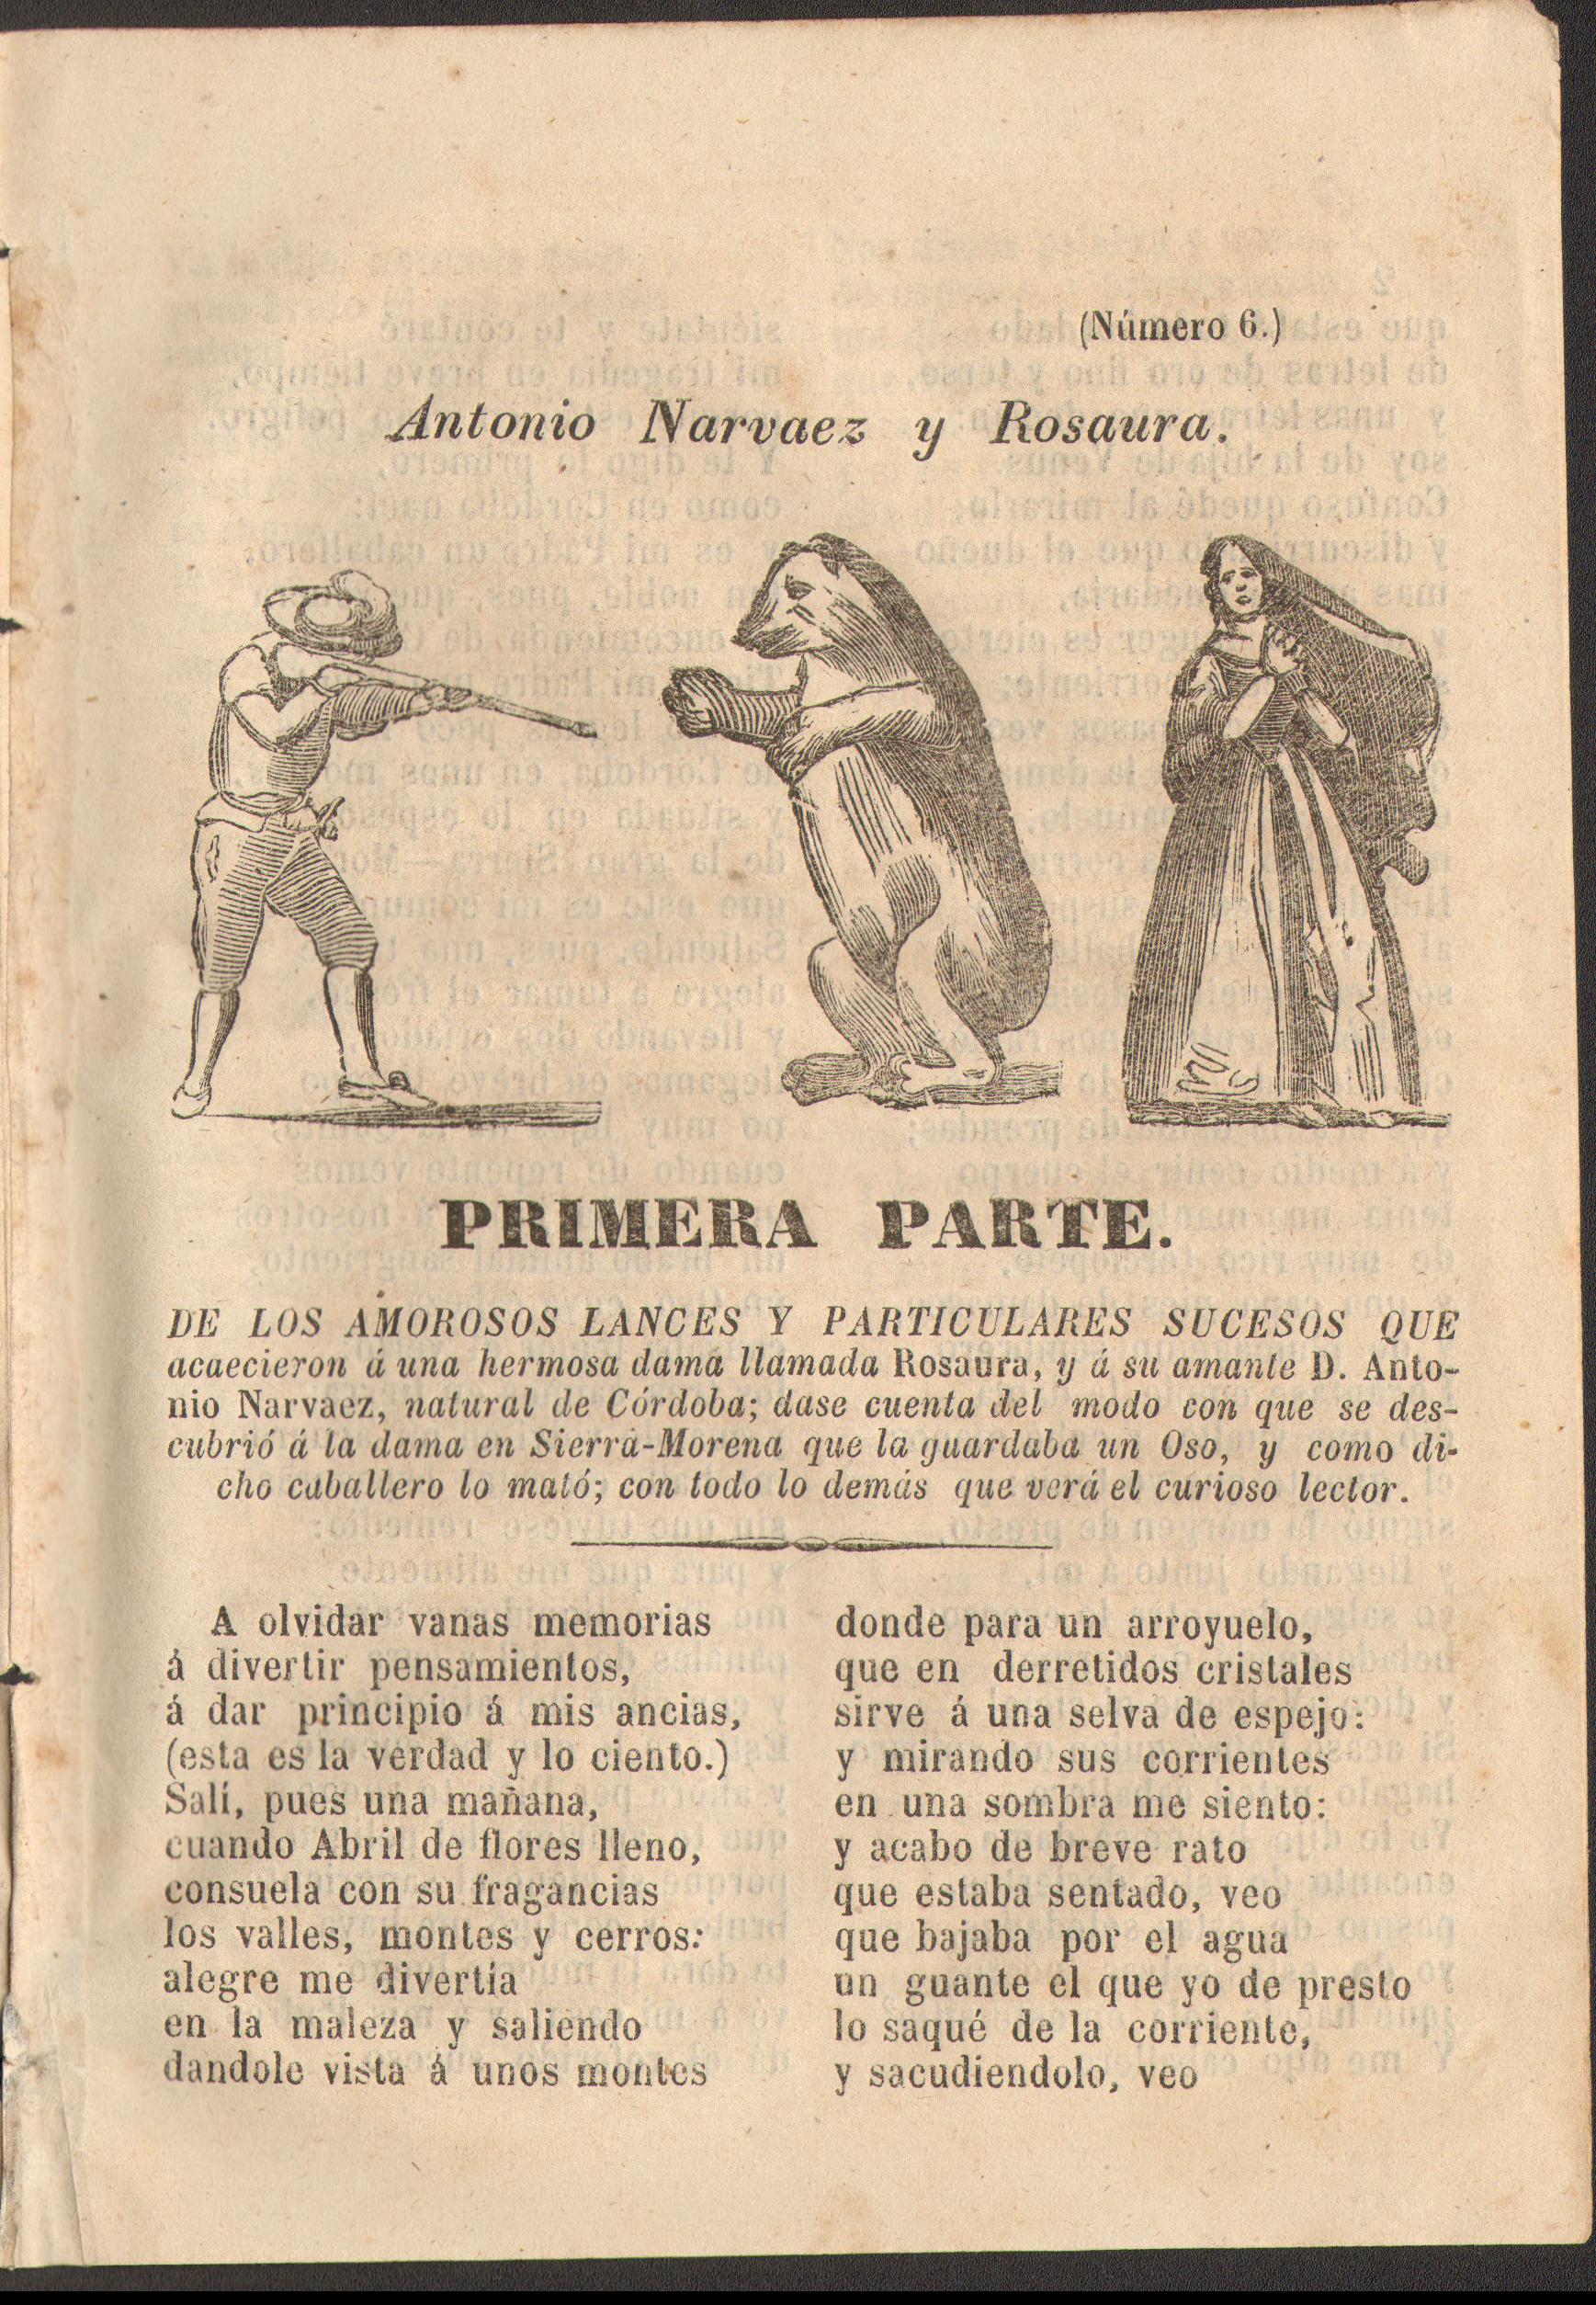 (Número 6.)
Antonio Narvaez y Rosaura.
PRIMERA PARTE.
DE LOS AMOROSOS LANCES Y PARTICULARES SUCESOS QUE
acaecieron á una hermosa dama llamada Rosaura, y á su amante D. Anto-
nio Narvaez, natural de Córdoba; dase cuenta del modo con que se des-
cubrió á la dama en Sierra-Morena que la guardaba un Oso, y como di-
cho caballero lo mató; con todo lo demás que verá el curioso lector.
A olvidar vanas memorias
á divertir pensamientos,
á dar principio á mis ancias,
(esta es la verdad y lo ciento.)
Salí, pues una mañana,
cuando Abril de flores lleno,
consuela con su fragancias
los valles, montes y cerros:
alegre me divertía
en la maleza y saliendo
dandole vista á unos montes
donde para un arroyuelo,
que en derretidos cristales
sirve á una selva de espejo:
y mirando sus corrientes
en una sombra me siento:
y acabo de breve rato
que estaba sentado, veo
que bajaba por el agua
un guante el que yo de presto
lo saqué de la corriente,
y sacudiendolo, veo